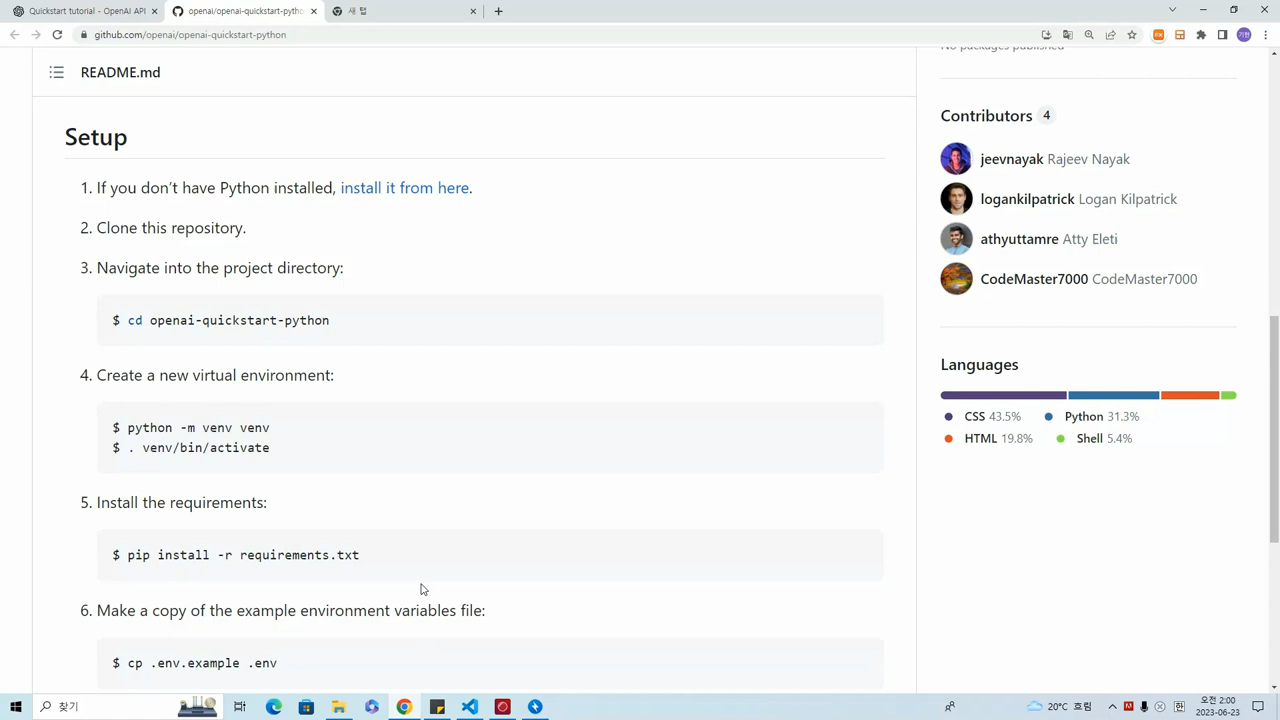 Quickstart tutorial - OpenAI API
openai/openai-quickstart-pytho
새 탭
github.com/openai/openai-quickstart-python
기현
README.md
No packages published
Setup
1. If you don't have Python installed, install it from here.
2. Clone this repository.
3. Navigate into the project directory:
$ cd openai-quickstart-python
4. Create a new virtual environment:
$ python -m venv venv
$ . venv/bin/activate
5. Install the requirements:
$ pip install -r requirements.txt
6. Make a copy of the example environment variables file:
$ cp .env.example .env
Contributors 4
jeevnayak Rajeev Nayak
logankilpatrick Logan Kilpatrick
athyuttamre Atty Eleti
CodeMaster7000 CodeMaster7000
Languages
CSS 43.5% Python 31.3%
HTML 19.8% Shell 5.4%
찾기
20°C 흐림
오전 2:00
2023-06-23